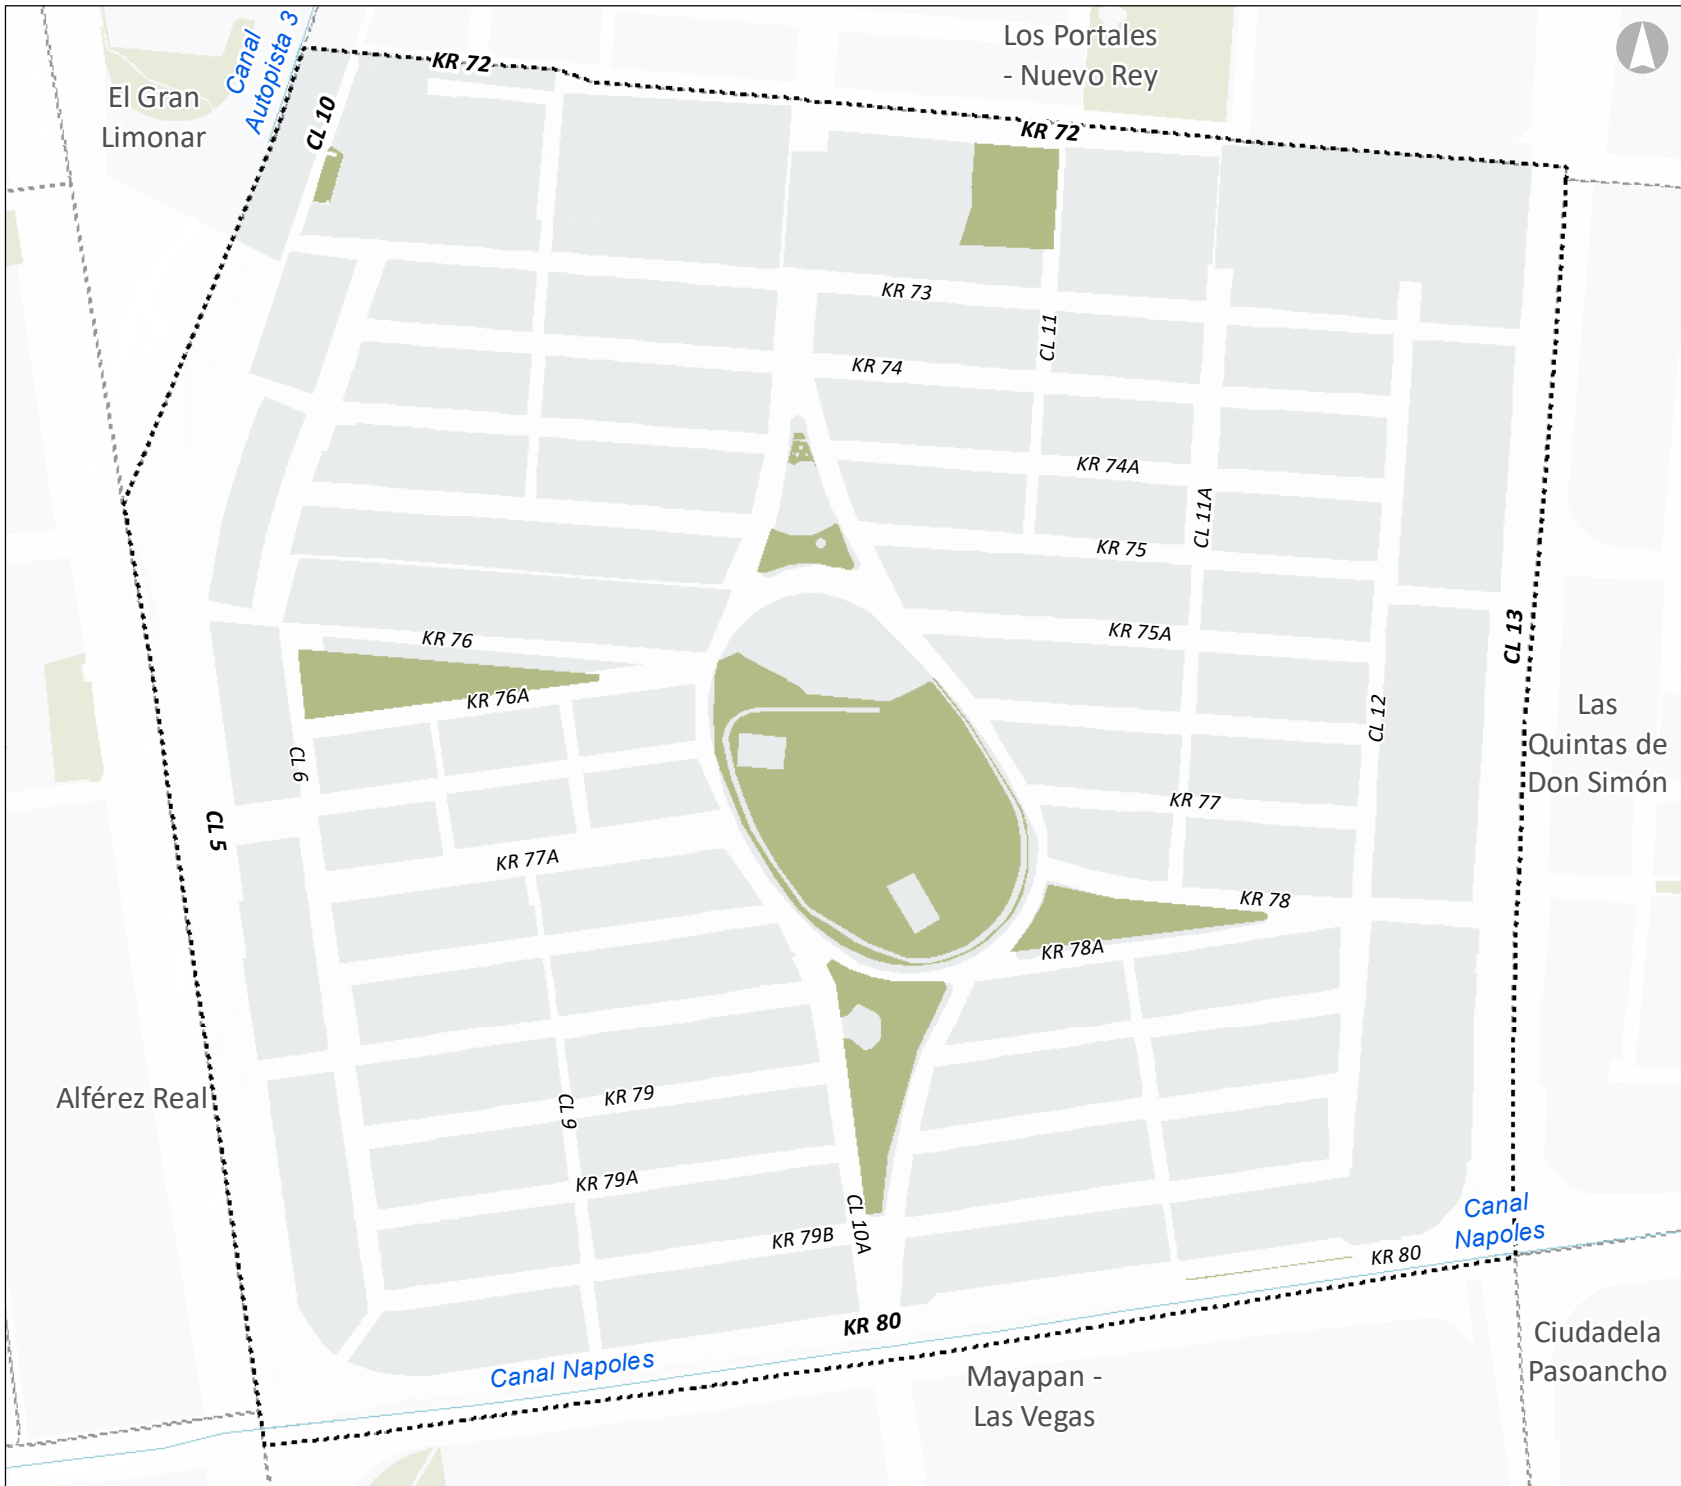 Los Portales
- Nuevo Rey
Canal
Autopista 3
KR 72
El Gran
Limonar
CL 10
KR 72
KR 73
CL 11
KR 74
KR 74A
CL 11A
KR 75
KR 75A
CL 13
KR 76
KR 76A
CL 12
Las
Quintas de
Don Simón
CL 6
KR 77
CL 5
KR 77A
KR 78
KR 78A
Alférez Real
KR 79
CL 9
KR 79A
CL 10A
KR 79B
Canal
Napoles
KR 80
KR 80
Canal Napoles
Mayapan -
Las Vegas
Ciudadela
Pasoancho